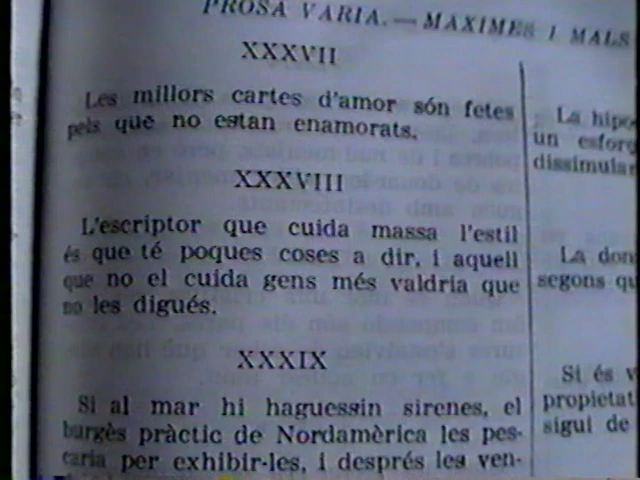 PROSA VARIA.—MAXIMES I MALS
XXXVII
Les millors cartes d'amor són fetes
pels que no estan enamorats.
XXXVIII
L'escriptor que cuida massa l'estil
és que té poques coses a dir, i aquell
que no el cuida gens més valdria que
no les digués.
XXXIX
Si al mar hi haguessin sirenes, el
burgès pràctic de Nordamèrica les pes-
caria per exhibir-les, i després les ven-
La hipo
un esforç
dissimular
La don
segons qu
Si és v
propietat
sigui de